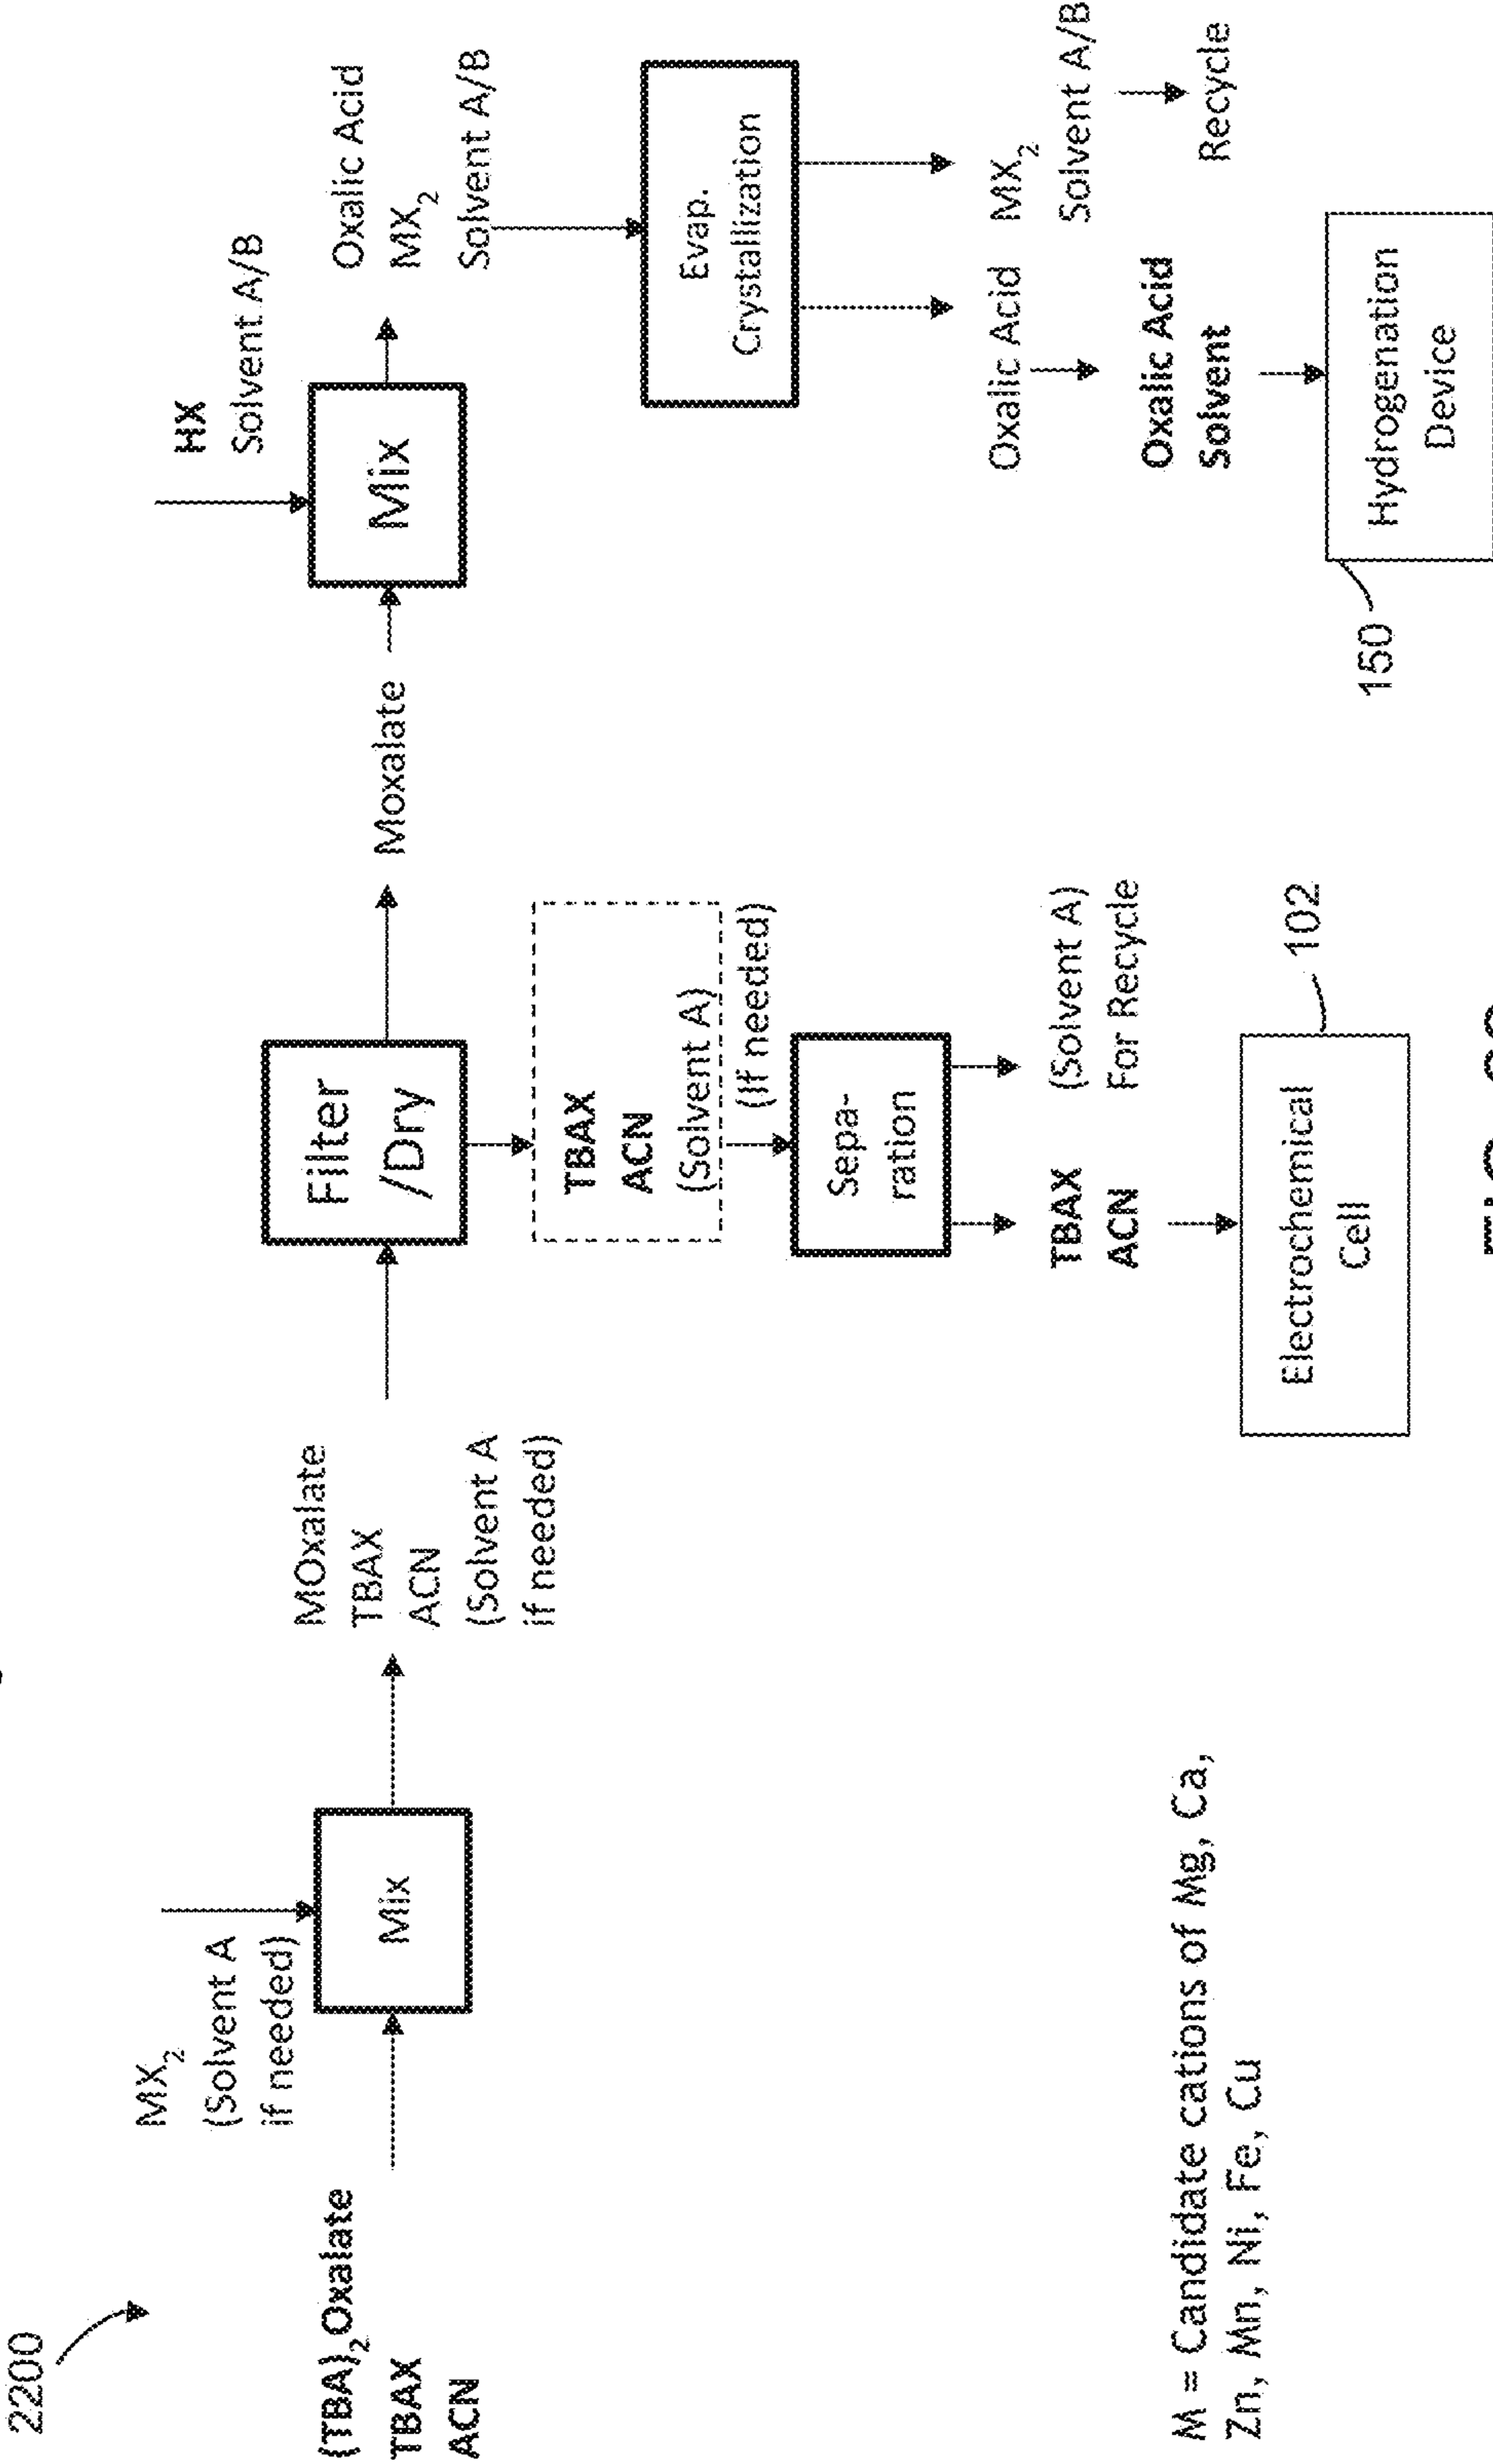 2200
(TBA)₂Oxalate
TBAX
ACN
MX₂
(Solvent A
if needed)
Mix
MOxalate
TBAX
ACN
(Solvent A
if needed)
Filter
/Dry
TBAX
ACN
(Solvent A)
(If needed)
Sepa-
ration
TBAX
ACN
(Solvent A)
For Recycle
Electrochemical
Cell
102
Moxalate
HX
Solvent A/B
Mix
Oxalic Acid
MX₂
Solvent A/B
Evap.
Crystallization
Oxalic Acid
MX₂
Solvent A/B
Recycle
Oxalic Acid
Solvent
Hydrogenation
Device
150
M = Candidate cations of Mg, Ca,
Zn, Mn, Ni, Fe, Cu